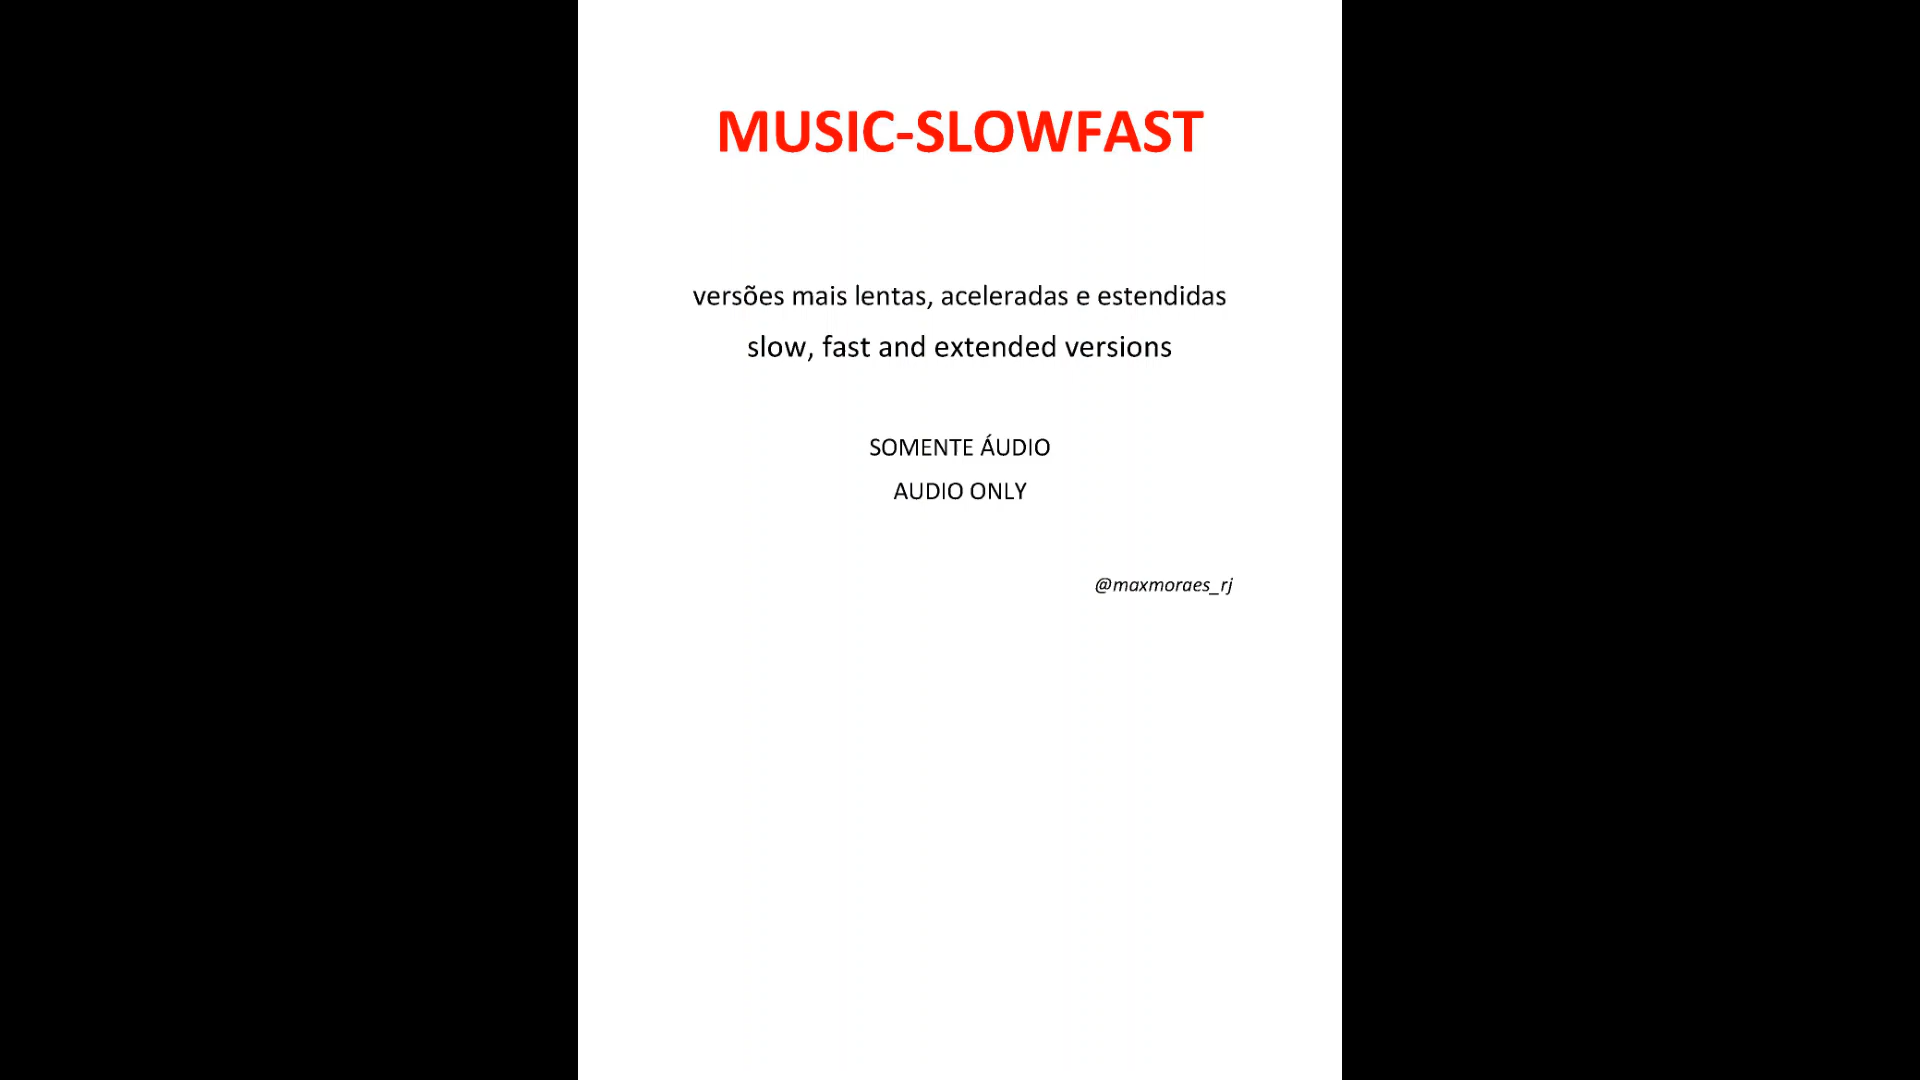 MUSIC-SLOWFAST
versões mais lentas, aceleradas e estendidas
slow, fast and extended versions
SOMENTE ÁUDIO
AUDIO ONLY
@maxmoraes_rj